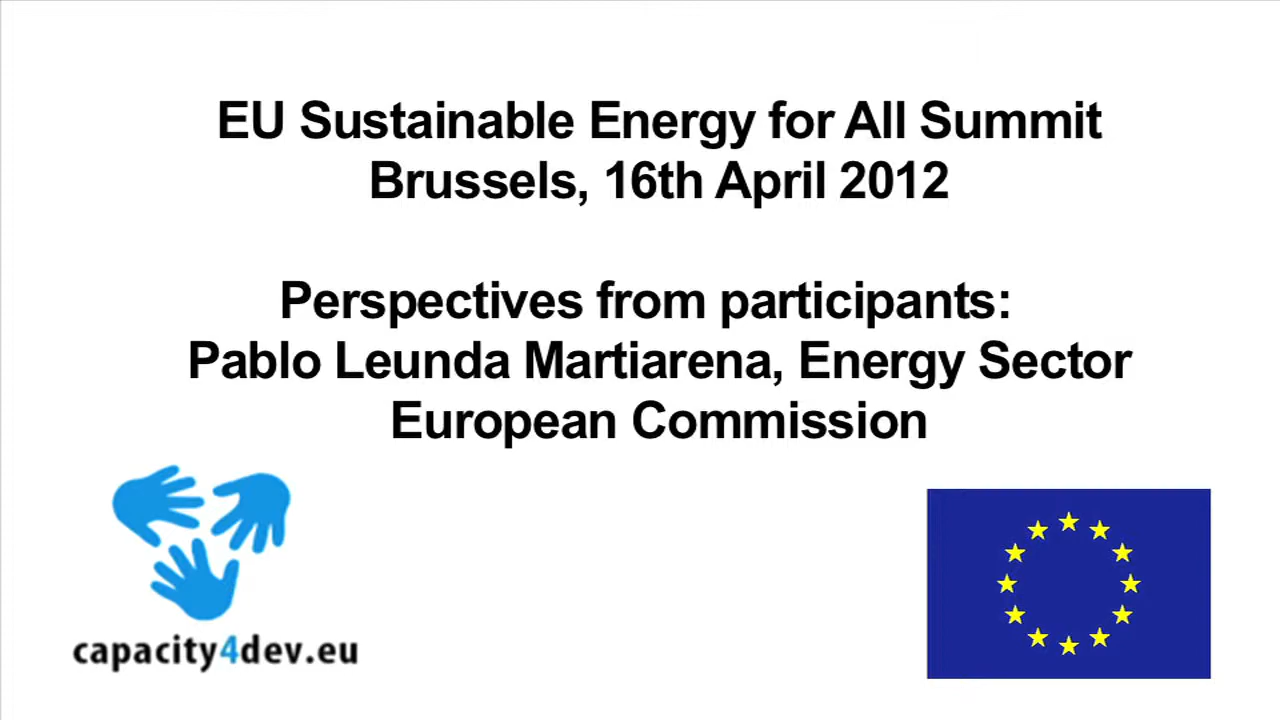 EU Sustainable Energy for All Summit
Brussels, 16th April 2012
Perspectives from participants:
Pablo Leunda Martiarena, Energy Sector
European Commission
capacity4dev.eu